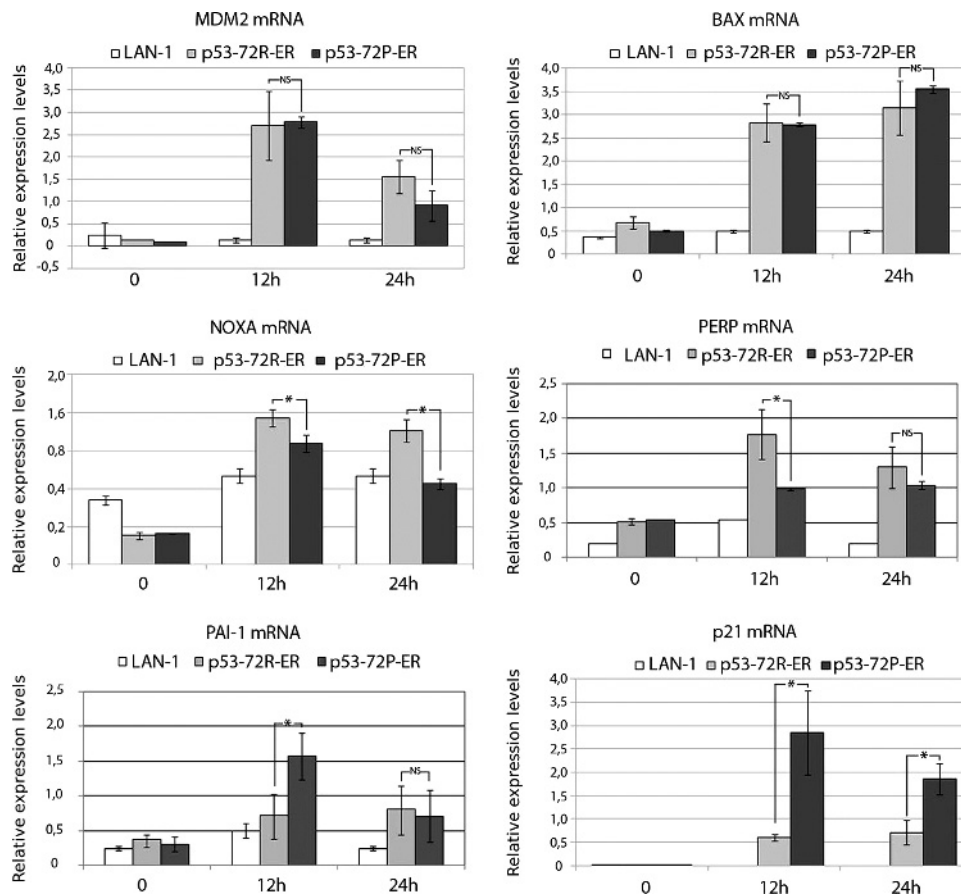 MDM2 mRNA
LAN-1 p53-72R-ER p53-72P-ER
Relative expression levels
4,0
3,5
3,0
2,5
2,0
1,5
1,0
0,5
0
-0,5
NS
NS
0 12h 24h
BAX mRNA
LAN-1 p53-72R-ER p53-72P-ER
Relative expression levels
4,0
3,5
3,0
2,5
2,0
1,5
1,0
0,5
0
NS
NS
0 12h 24h
NOXA mRNA
LAN-1 p53-72R-ER p53-72P-ER
Relative expression levels
2,0
1,6
0,8
0,4
0,2
0
*
*
0 12h 24h
PERP mRNA
LAN-1 p53-72R-ER p53-72P-ER
Relative expression levels
2,5
2,0
1,5
1,0
0,5
0
*
NS
0 12h 24h
PAI-1 mRNA
LAN-1 p53-72R-ER p53-72P-ER
Relative expression levels
2,5
2,0
1,5
1,0
0,5
0
*
NS
0 12h 24h
p21 mRNA
LAN-1 p53-72R-ER p53-72P-ER
Relative expression levels
4,0
3,5
3,0
2,5
2,0
1,5
1,0
0,5
0
*
*
0 12h 24h